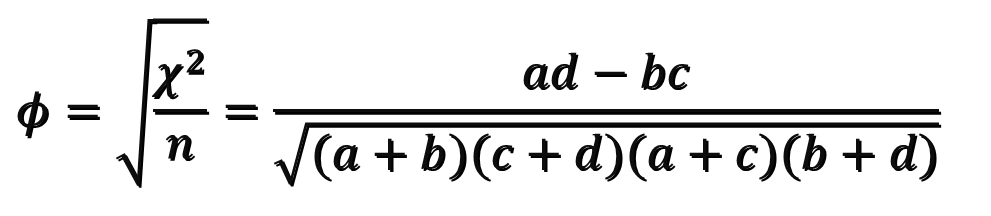 ϕ = √(χ²/n) = (ad − bc)/√((a + b)(c + d)(a + c)(b + d))